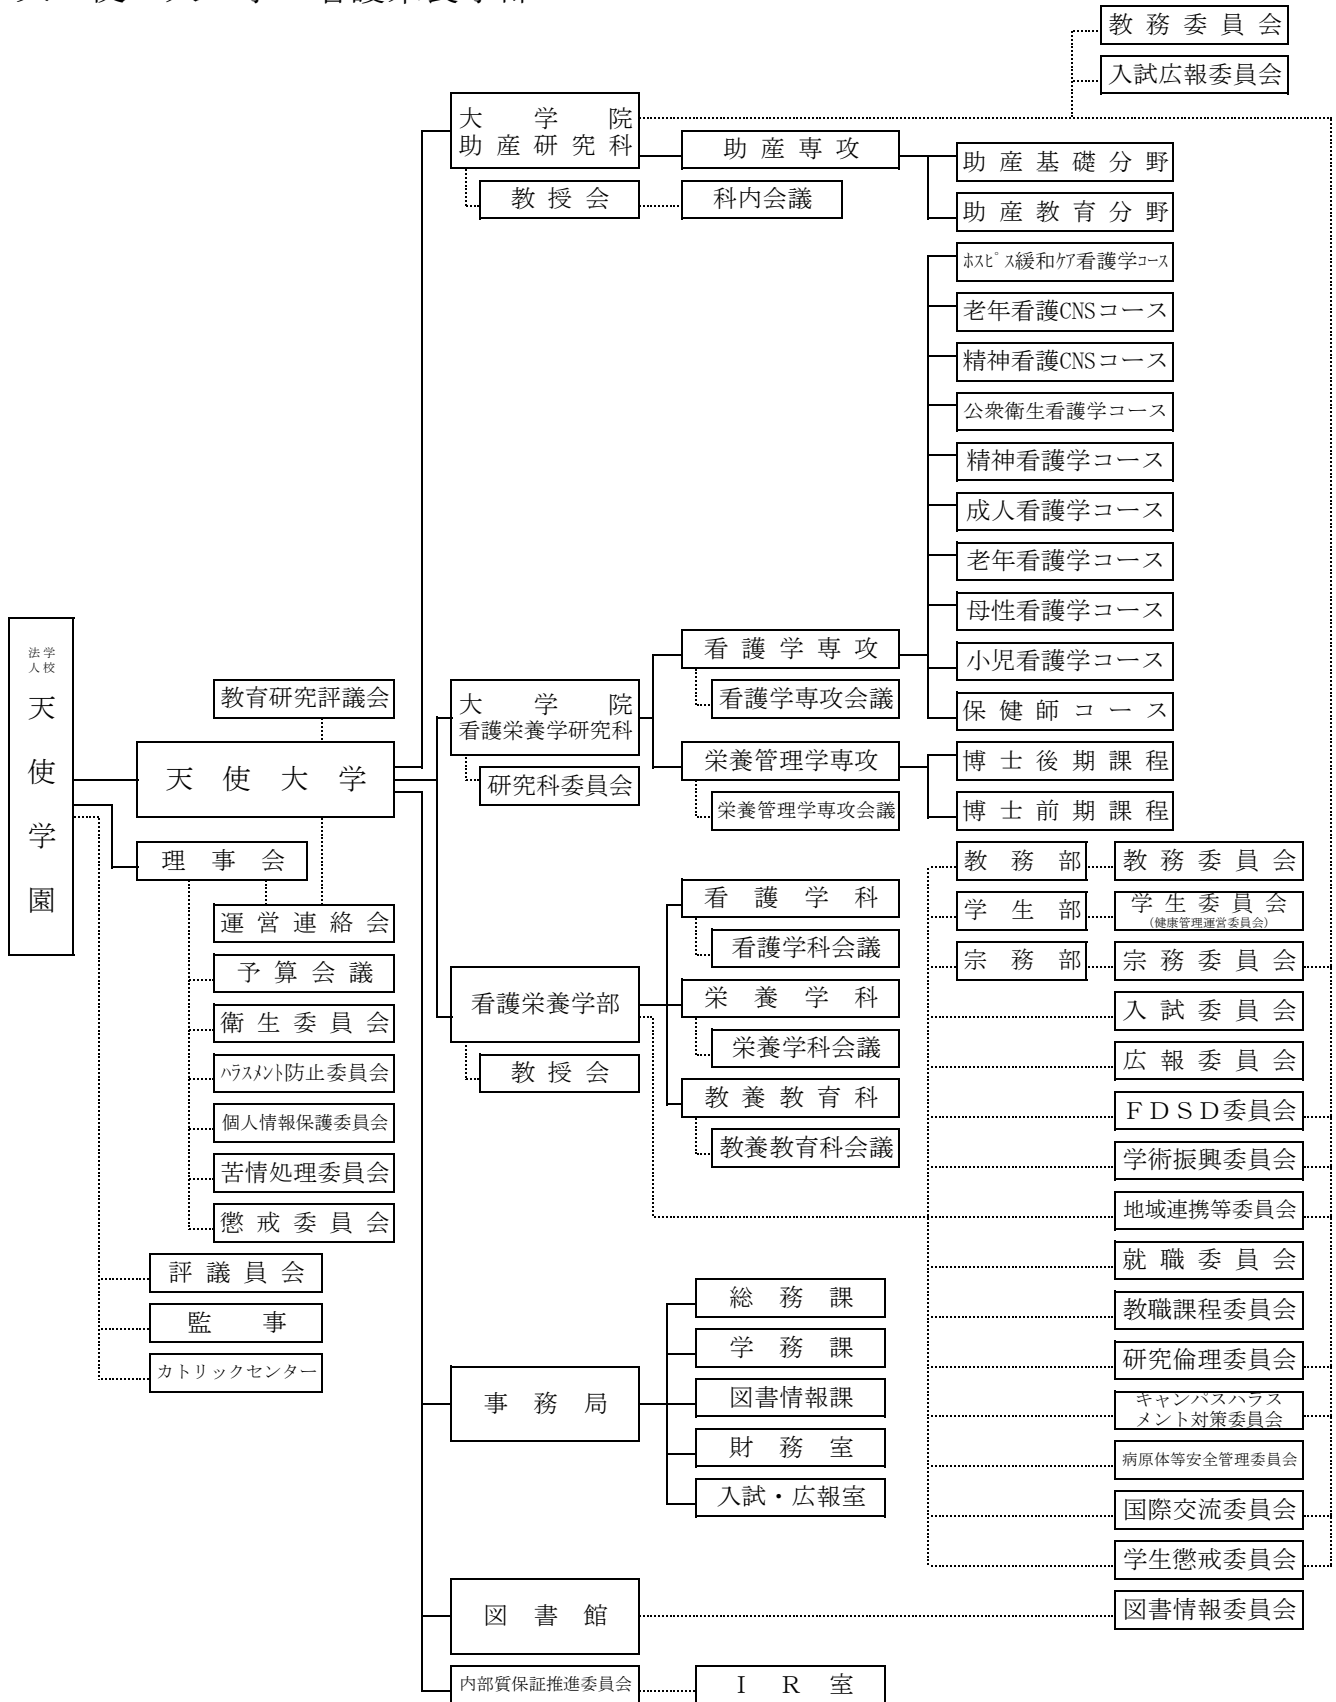 教務委員会
入試広報委員会
大学院
助産研究科
助産専攻
助産基礎分野
教授会
科内会議
助産教育分野
ホスピス緩和ケア看護学コース
老年看護CNSコース
精神看護CNSコース
公衆衛生看護学コース
精神看護学コース
成人看護学コース
老年看護学コース
母性看護学コース
学校
法人
天使学園
看護学専攻
小児看護学コース
教育研究評議会
大学院
看護栄養学研究科
看護学専攻会議
保健師コース
天使大学
栄養管理学専攻
博士後期課程
研究科委員会
栄養管理学専攻会議
博士前期課程
理事会
教務部
教務委員会
看護学科
運営連絡会
学生部
学生委員会
(健康管理運営委員会)
看護学科会議
予算会議
宗務部
宗務委員会
看護栄養学部
栄養学科
入試委員会
衛生委員会
栄養学科会議
ハラスメント防止委員会
教授会
広報委員会
教養教育科
個人情報保護委員会
FDSD委員会
教養教育科会議
苦情処理委員会
学術振興委員会
懲戒委員会
地域連携等委員会
評議員会
就職委員会
総務課
監事
教職課程委員会
学務課
カトリックセンター
研究倫理委員会
事務局
図書情報課
キャンパスハラス
メント対策委員会
財務室
病原体等安全管理委員会
入試・広報室
国際交流委員会
学生懲戒委員会
図書館
図書情報委員会
内部質保証推進委員会
IR室